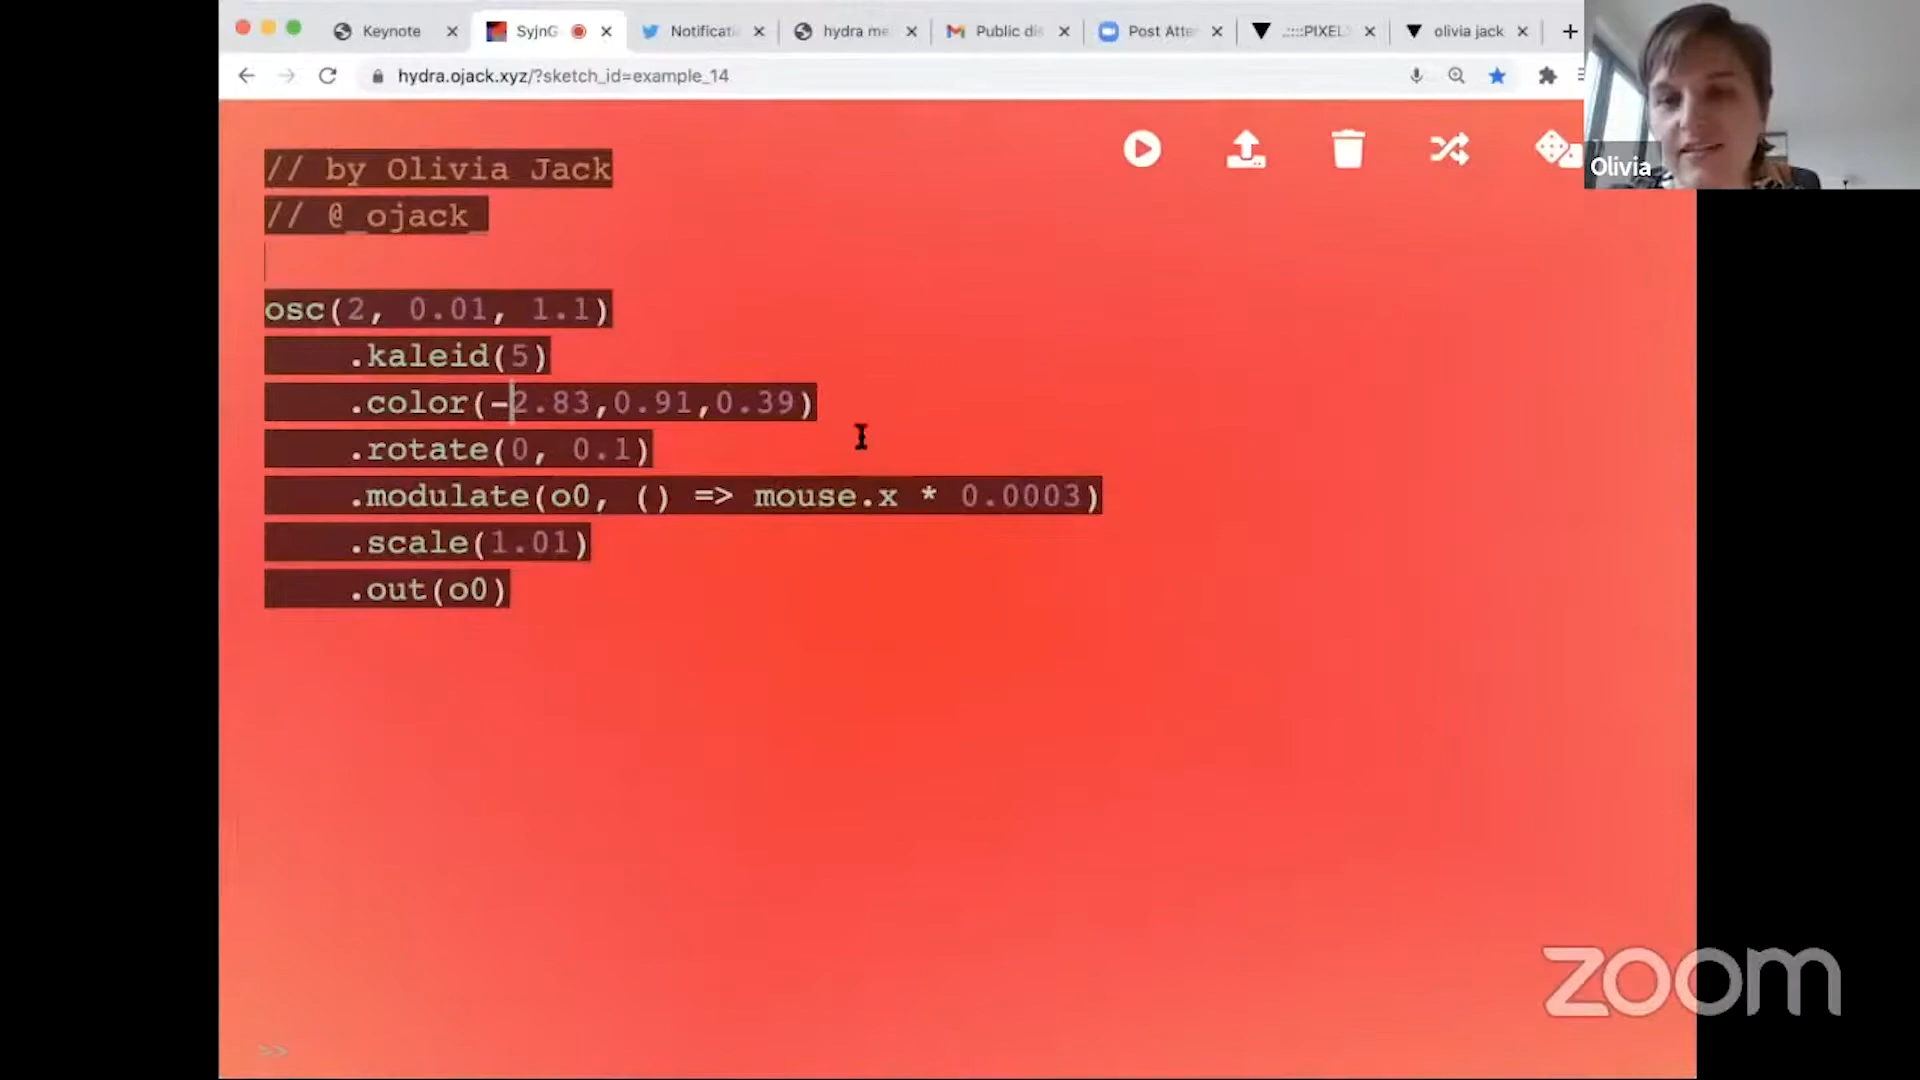 Keynote
SyjnG
Notificati
hydra me
Public di
Post Atte
.::::PIXEL
olivia jack
hydra.ojack.xyz/?sketch_id=example_14
Olivia
// by Olivia Jack
// @_ojack_
osc(2, 0.01, 1.1)
.kaleid(5)
.color(-2.83,0.91,0.39)
.rotate(0, 0.1)
.modulate(o0, () => mouse.x * 0.0003)
.scale(1.01)
.out(o0)
>>
zoom